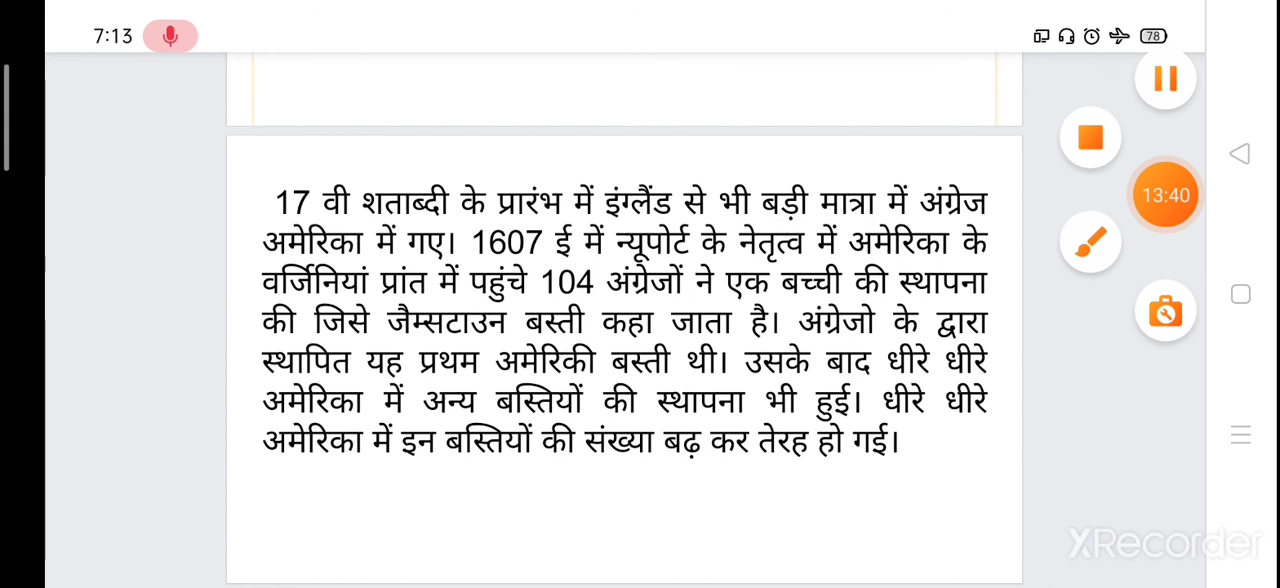 7:13
78
17 वी शताब्दी के प्रारंभ में इंग्लैंड से भी बड़ी मात्रा में अंग्रेज
अमेरिका में गए। 1607 ई में न्यूपोर्ट के नेतृत्व में अमेरिका के
वर्जिनियां प्रांत में पहुंचे 104 अंग्रेजों ने एक बच्ची की स्थापना
की जिसे जैम्सटाउन बस्ती कहा जाता है। अंग्रेजो के द्वारा
स्थापित यह प्रथम अमेरिकी बस्ती थी। उसके बाद धीरे धीरे
अमेरिका में अन्य बस्तियों की स्थापना भी हुई। धीरे धीरे
अमेरिका में इन बस्तियों की संख्या बढ़ कर तेरह हो गई।
13:40
XRecorder